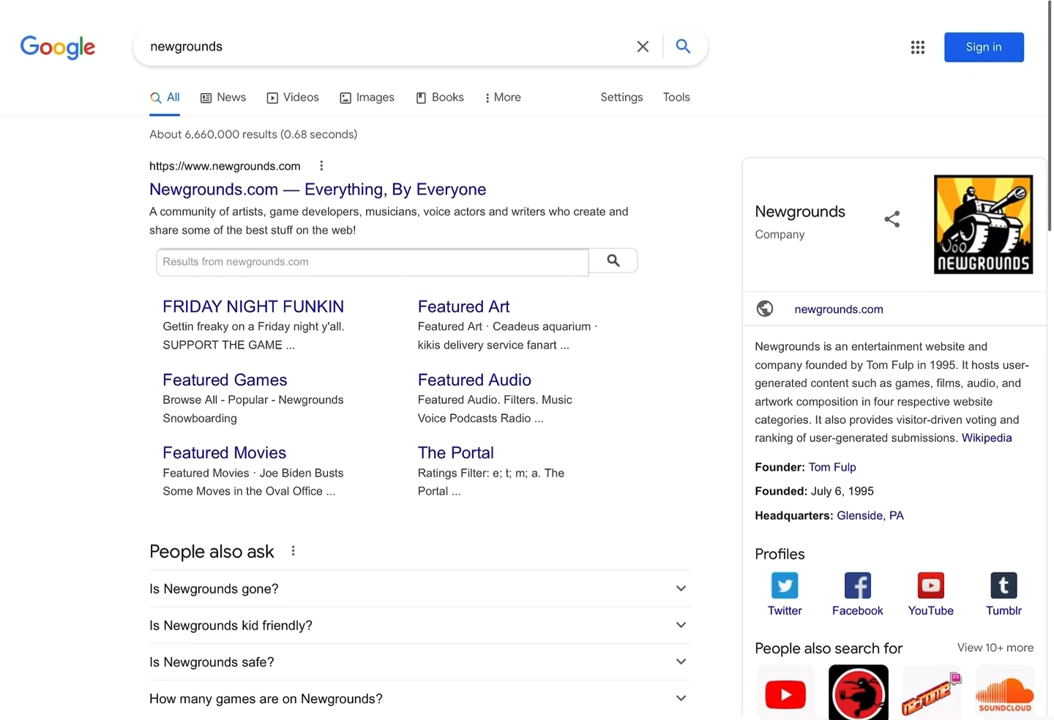 Google
newgrounds
Sign in
All
News
Videos
Images
Books
More
Settings
Tools
About 6,660,000 results (0.68 seconds)
https://www.newgrounds.com
Newgrounds.com — Everything, By Everyone
A community of artists, game developers, musicians, voice actors and writers who create and
share some of the best stuff on the web!
Results from newgrounds.com
FRIDAY NIGHT FUNKIN
Gettin freaky on a Friday night y'all.
SUPPORT THE GAME ...
Featured Art
Featured Art · Ceadeus aquarium ·
kikis delivery service fanart ...
Featured Games
Browse All - Popular - Newgrounds
Snowboarding
Featured Audio
Featured Audio. Filters. Music
Voice Podcasts Radio ...
Featured Movies
Featured Movies · Joe Biden Busts
Some Moves in the Oval Office ...
The Portal
Ratings Filter: e; t; m; a. The
Portal ...
People also ask
Is Newgrounds gone?
Is Newgrounds kid friendly?
Is Newgrounds safe?
How many games are on Newgrounds?
Newgrounds
Company
NEWGROUNDS
newgrounds.com
Newgrounds is an entertainment website and
company founded by Tom Fulp in 1995. It hosts user-
generated content such as games, films, audio, and
artwork composition in four respective website
categories. It also provides visitor-driven voting and
ranking of user-generated submissions. Wikipedia
Founder: Tom Fulp
Founded: July 6, 1995
Headquarters: Glenside, PA
Profiles
Twitter
Facebook
YouTube
Tumblr
People also search for
View 10+ more
SOUNDCLOUD